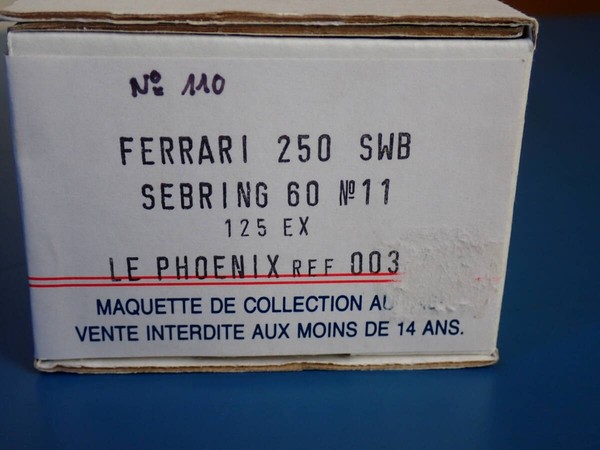 Nº 110
FERRARI 250 SWB
SEBRING 60 Nº11
125 EX
LE PHOENIX REF 003
MAQUETTE DE COLLECTION AU
VENTE INTERDITE AUX MOINS DE 14 ANS.